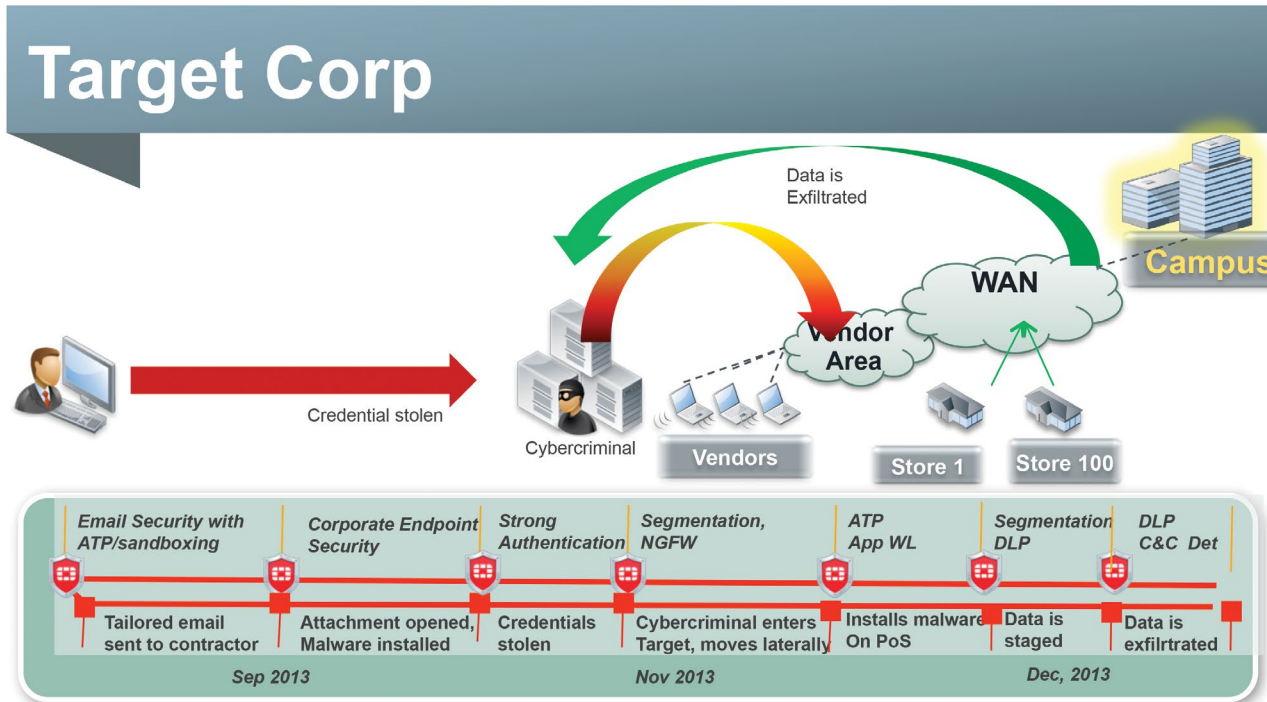 Target Corp
Data is
Exfiltrated
Campus
WAN
Vendor
Area
Credential stolen
Cybercriminal
Vendors
Store 1
Store 100
Email Security with
ATP/sandboxing
Corporate Endpoint
Security
Strong
Authentication
Segmentation,
NGFW
ATP
App WL
Segmentation
DLP
DLP
C&C Det
Tailored email
sent to contractor
Attachment opened,
Malware installed
Credentials
stolen
Cybercriminal enters
Target, moves laterally
Installs malware
On PoS
Data is
staged
Data is
exfilrtrated
Sep 2013
Nov 2013
Dec, 2013